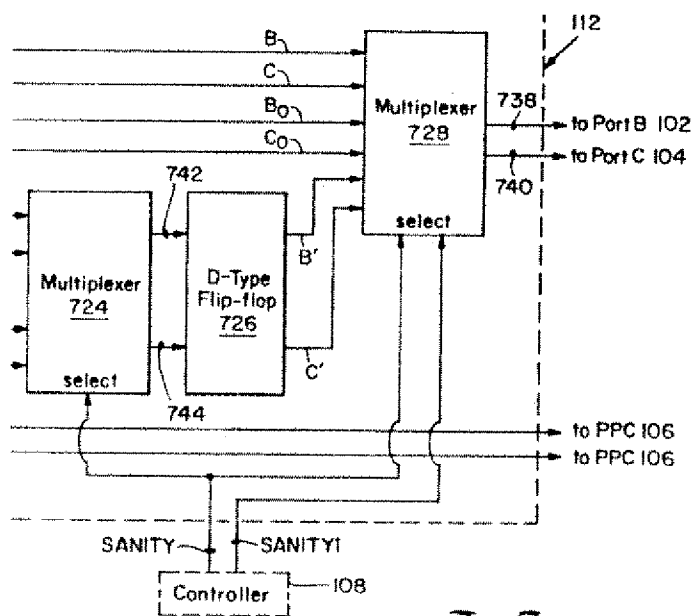 112
B
C
B0
C0
Multiplexer
728
select
738
to Port B 102
to Port C 104
740
742
Multiplexer
724
select
D-Type
Flip-flop
726
B'
C'
744
to PPC 106
to PPC 106
SANITY
SANITY1
Controller
108